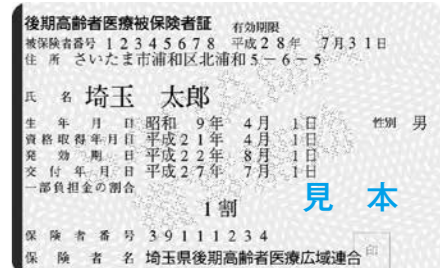 後期高齢者医療被保険者証 有効期限
被保険者番号 12345678 平成28年 7月31日
住所 さいたま市浦和区北浦和5-6-5
氏名 埼玉 太郎
生年月日 昭和 9年 4月 1日 性別 男
資格取得年月日 平成21年 4月 1日
発効期日 平成22年 8月 1日
交付年月日 平成27年 7月 1日
一部負担金の割合
1割
見本
保険者番号 39111234
保険者名 埼玉県後期高齢者医療広域連合 印